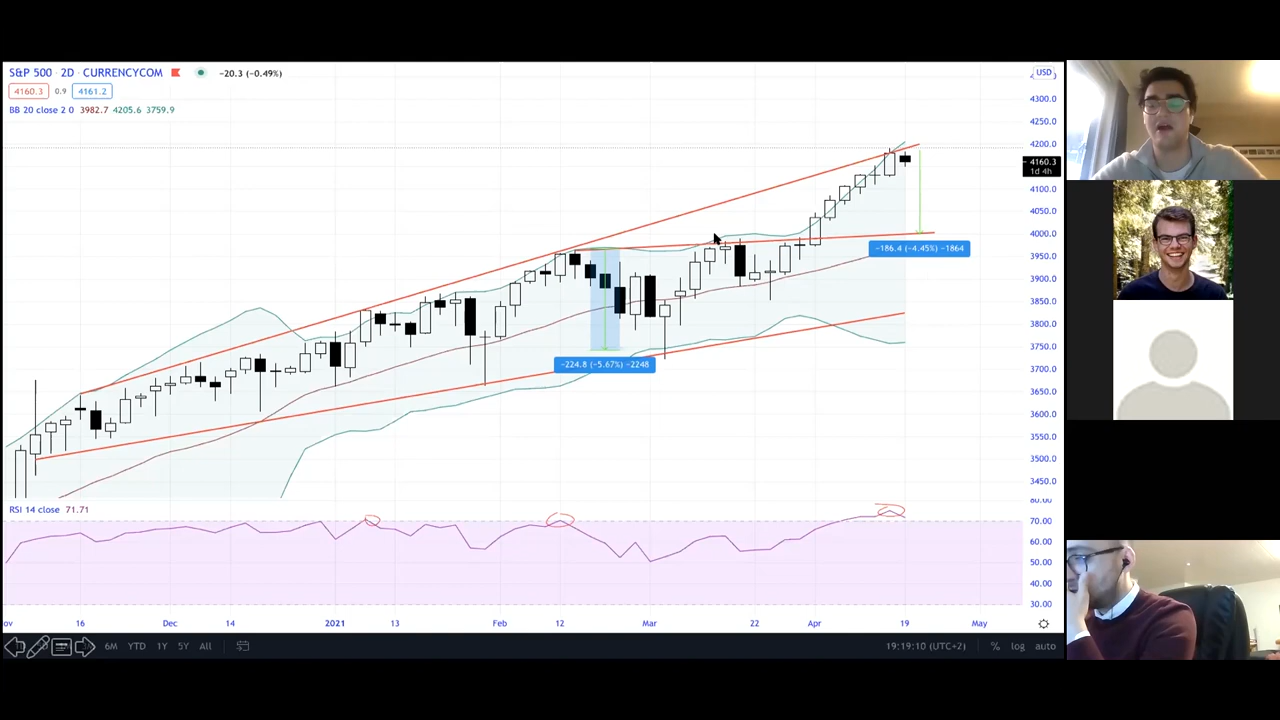 S&P 500 · 2D · CURRENCYCOM −20.3 (−0.49%)
4160.3 0.9 4161.2
BB 20 close 2 0 3982.7 4205.6 3759.9
USD
4300.0
4250.0
4200.0
4160.3
1d 4h
4100.0
4050.0
4000.0
3950.0
3900.0
3850.0
3800.0
3750.0
3700.0
3650.0
3600.0
3550.0
3500.0
3450.0
−186.4 (−4.45%) −1864
−224.8 (−5.67%) −2248
RSI 14 close 71.71
80.00
70.00
60.00
50.00
40.00
30.00
ov 16 Dec 14 2021 13 Feb 12 Mar 22 Apr 19 May
6M YTD 1Y 5Y All 19:19:10 (UTC+2) % log auto